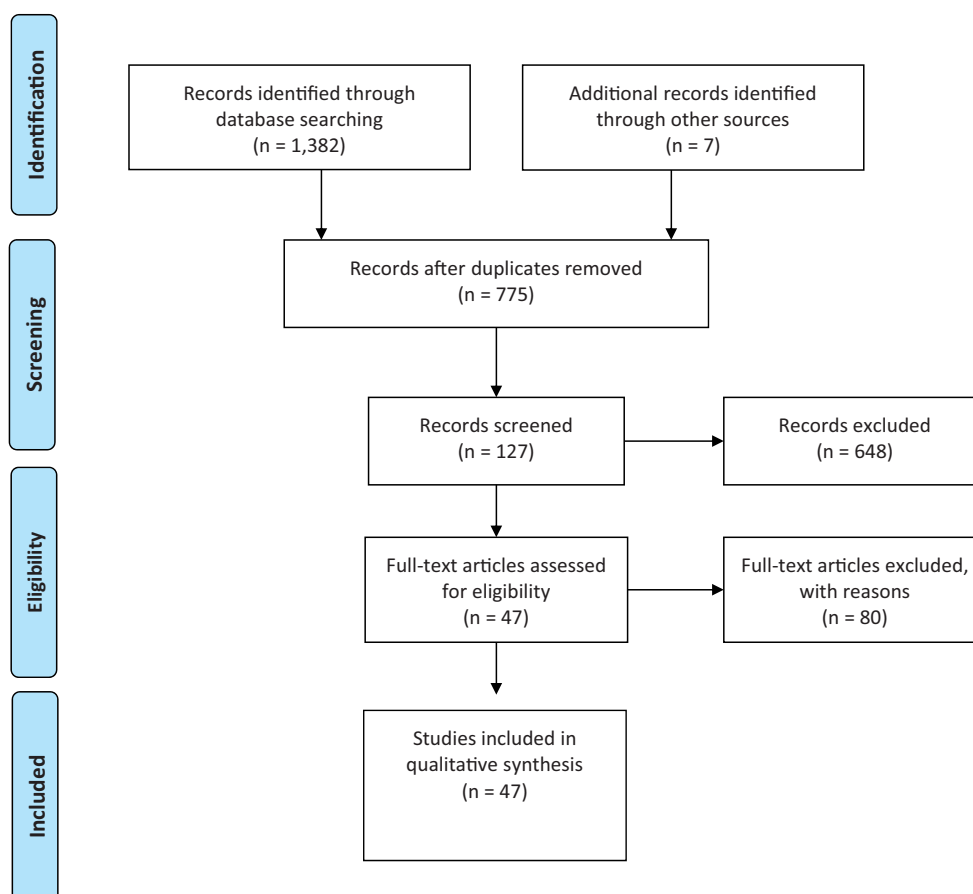 Identification
Records identified through
database searching
(n = 1,382)
Additional records identified
through other sources
(n = 7)
Screening
Records after duplicates removed
(n = 775)
Records screened
(n = 127)
Records excluded
(n = 648)
Eligibility
Full-text articles assessed
for eligibility
(n = 47)
Full-text articles excluded,
with reasons
(n = 80)
Included
Studies included in
qualitative synthesis
(n = 47)